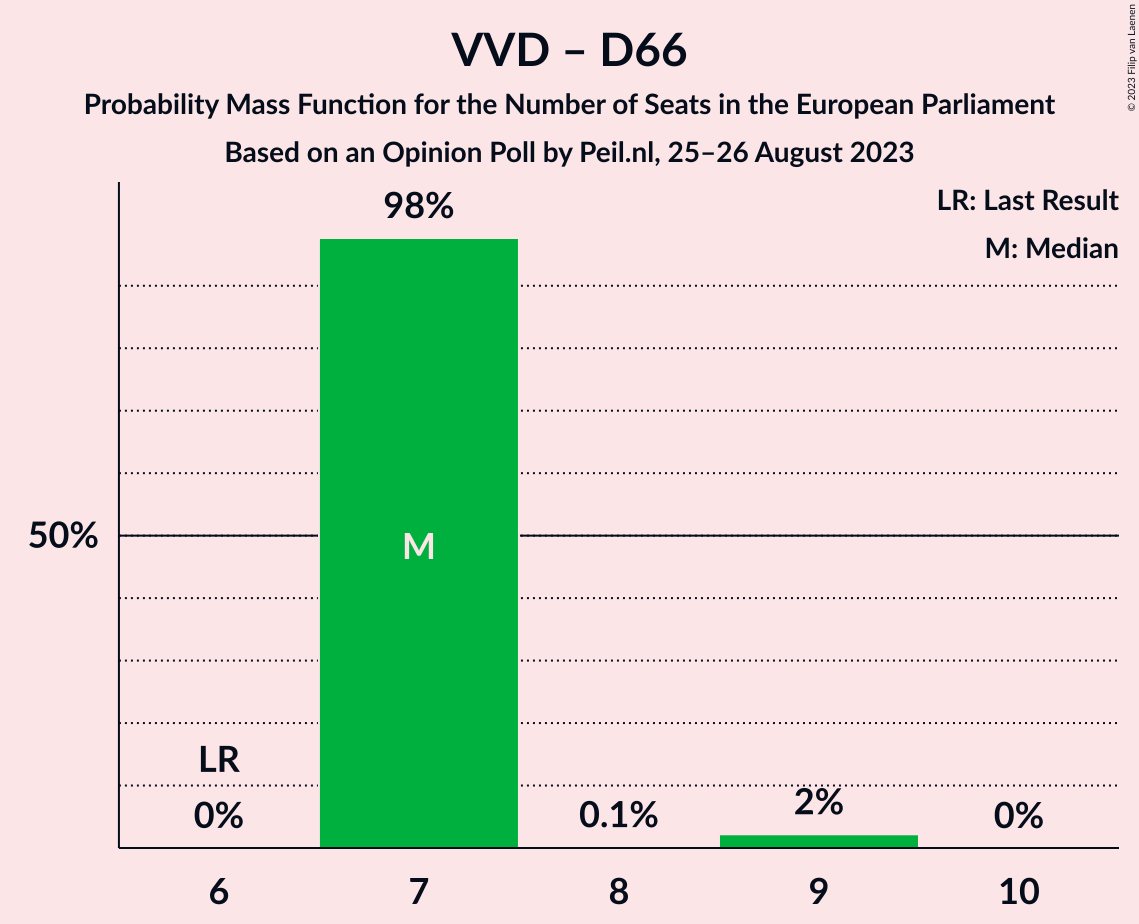 VVD – D66
Probability Mass Function for the Number of Seats in the European Parliament
Based on an Opinion Poll by Peil.nl, 25–26 August 2023
© 2023 Filip van Laenen
LR: Last Result
M: Median
98%
50%
M
LR
0%
0.1%
2%
0%
6 7 8 9 10